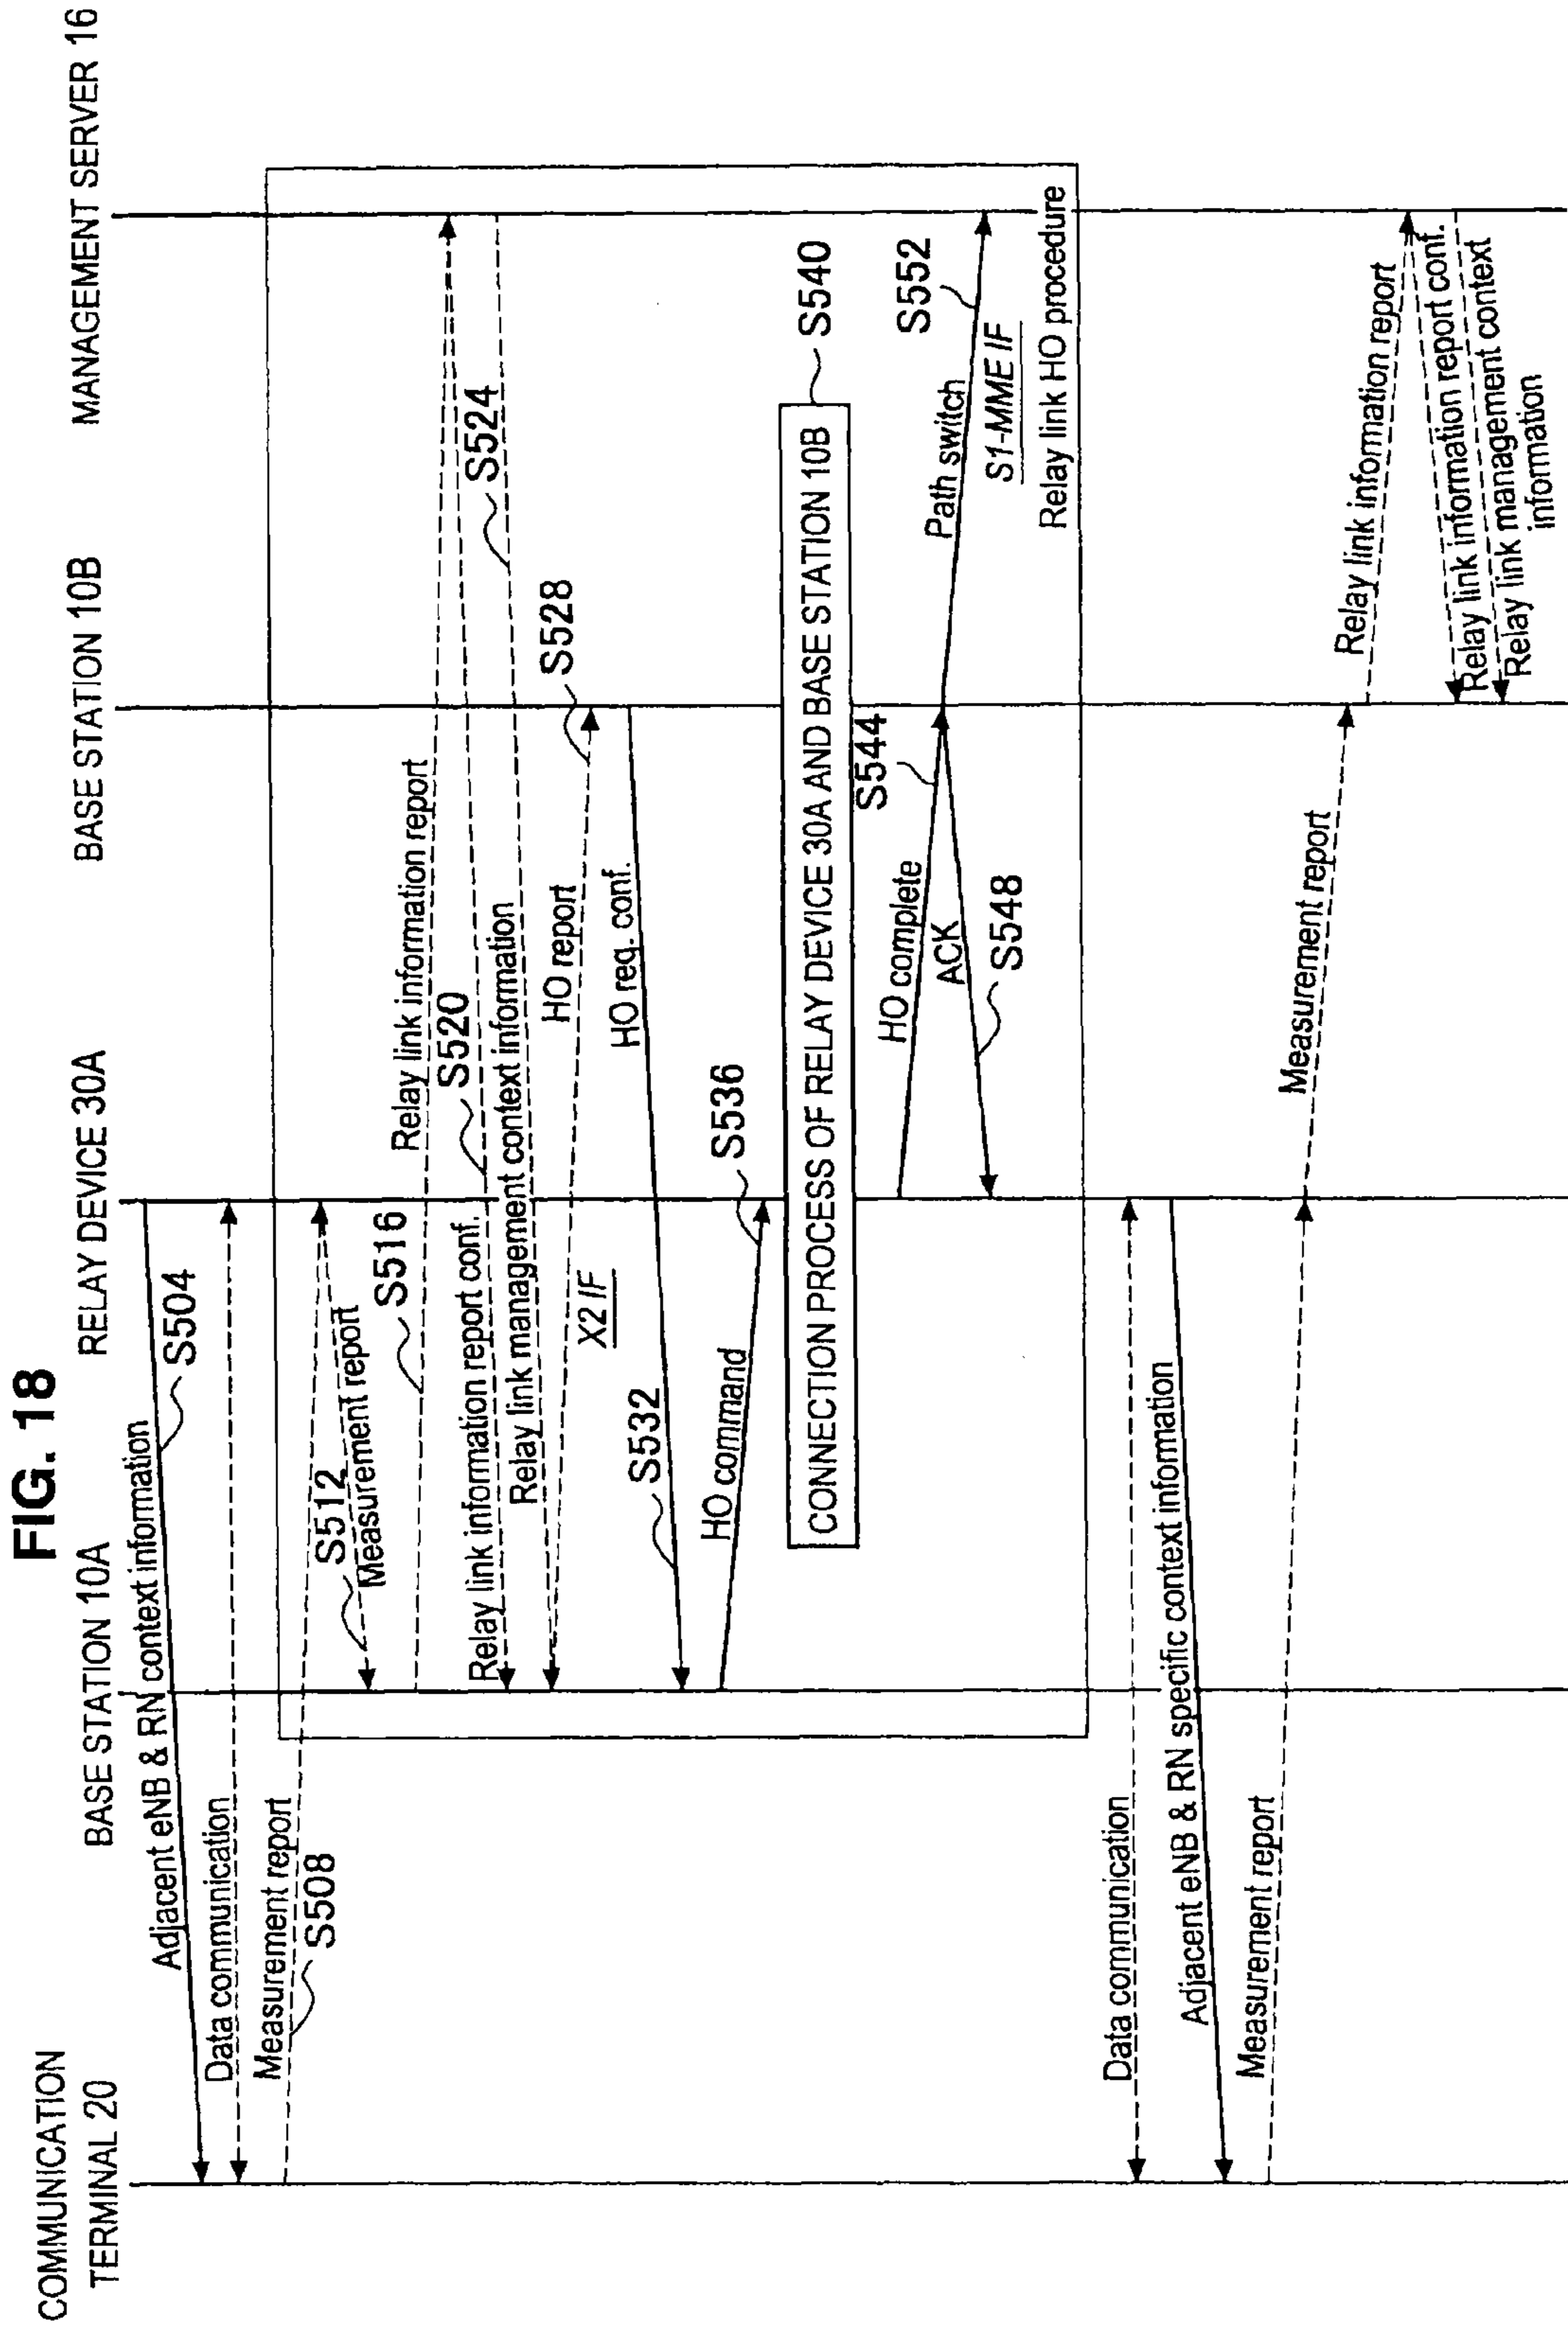 FIG. 18
COMMUNICATION
TERMINAL 20
BASE STATION 10A
RELAY DEVICE 30A
BASE STATION 10B
MANAGEMENT SERVER 16
Adjacent eNB & RN context information
S504
Data communication
Measurement report
S508
S512
Measurement report
S516
Relay link information report
Relay link information report conf.
S520
Relay link management context information
S524
HO report
S528
X2 IF
HO req. conf.
S532
HO command
S536
CONNECTION PROCESS OF RELAY DEVICE 30A AND BASE STATION 10B
S540
HO complete
S544
ACK
S548
Path switch
S552
S1-MME IF
Relay link HO procedure
Data communication
Adjacent eNB & RN specific context information
Measurement report
Measurement report
Relay link information report
Relay link information report conf.
Relay link management context
information